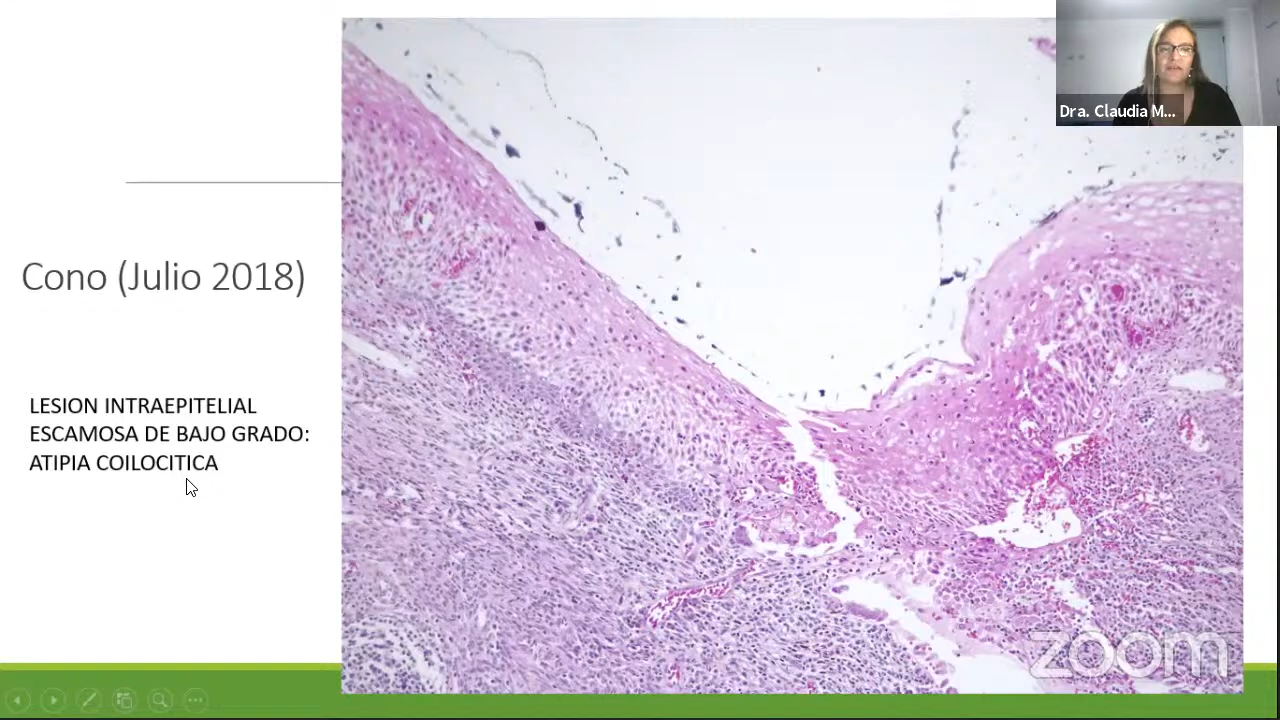 Dra. Claudia M...
Cono (Julio 2018)
LESION INTRAEPITELIAL
ESCAMOSA DE BAJO GRADO:
ATIPIA COILOCITICA
zoom